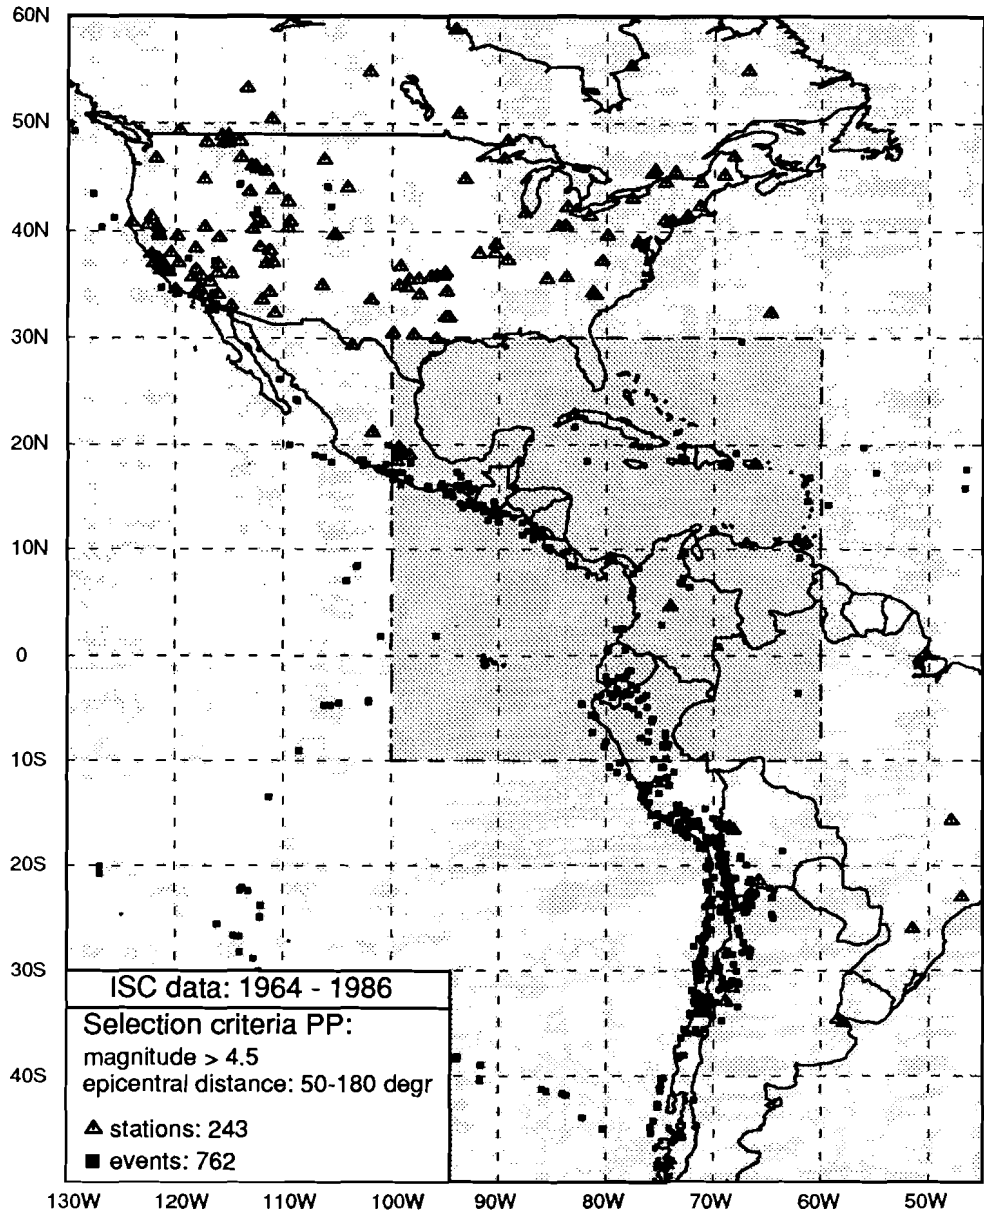 60N
50N
40N
30N
20N
10N
0
10S
20S
30S
40S
ISC data: 1964 - 1986
Selection criteria PP:
magnitude > 4.5
epicentral distance: 50-180 degr
stations: 243
events: 762
130W 120W 110W 100W 90W 80W 70W 60W 50W